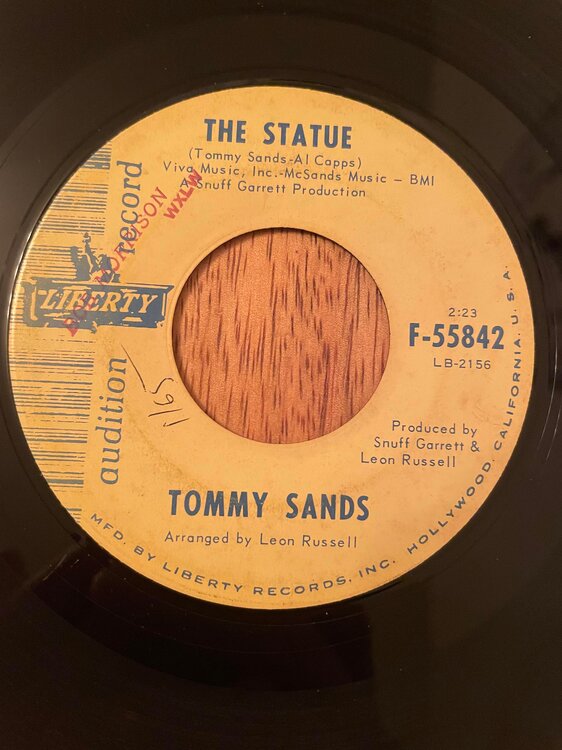 THE STATUE
(Tommy Sands-Al Capps)
Viva Music, Inc.-McSands Music — BMI
A Snuff Garrett Production
audition record
MORRISON
WXLW
LIBERTY
2:23
F-55842
LB-2156
Produced by
Snuff Garrett &
Leon Russell
TOMMY SANDS
Arranged by Leon Russell
MFD. BY LIBERTY RECORDS, INC. HOLLYWOOD, CALIFORNIA. U. S. A.